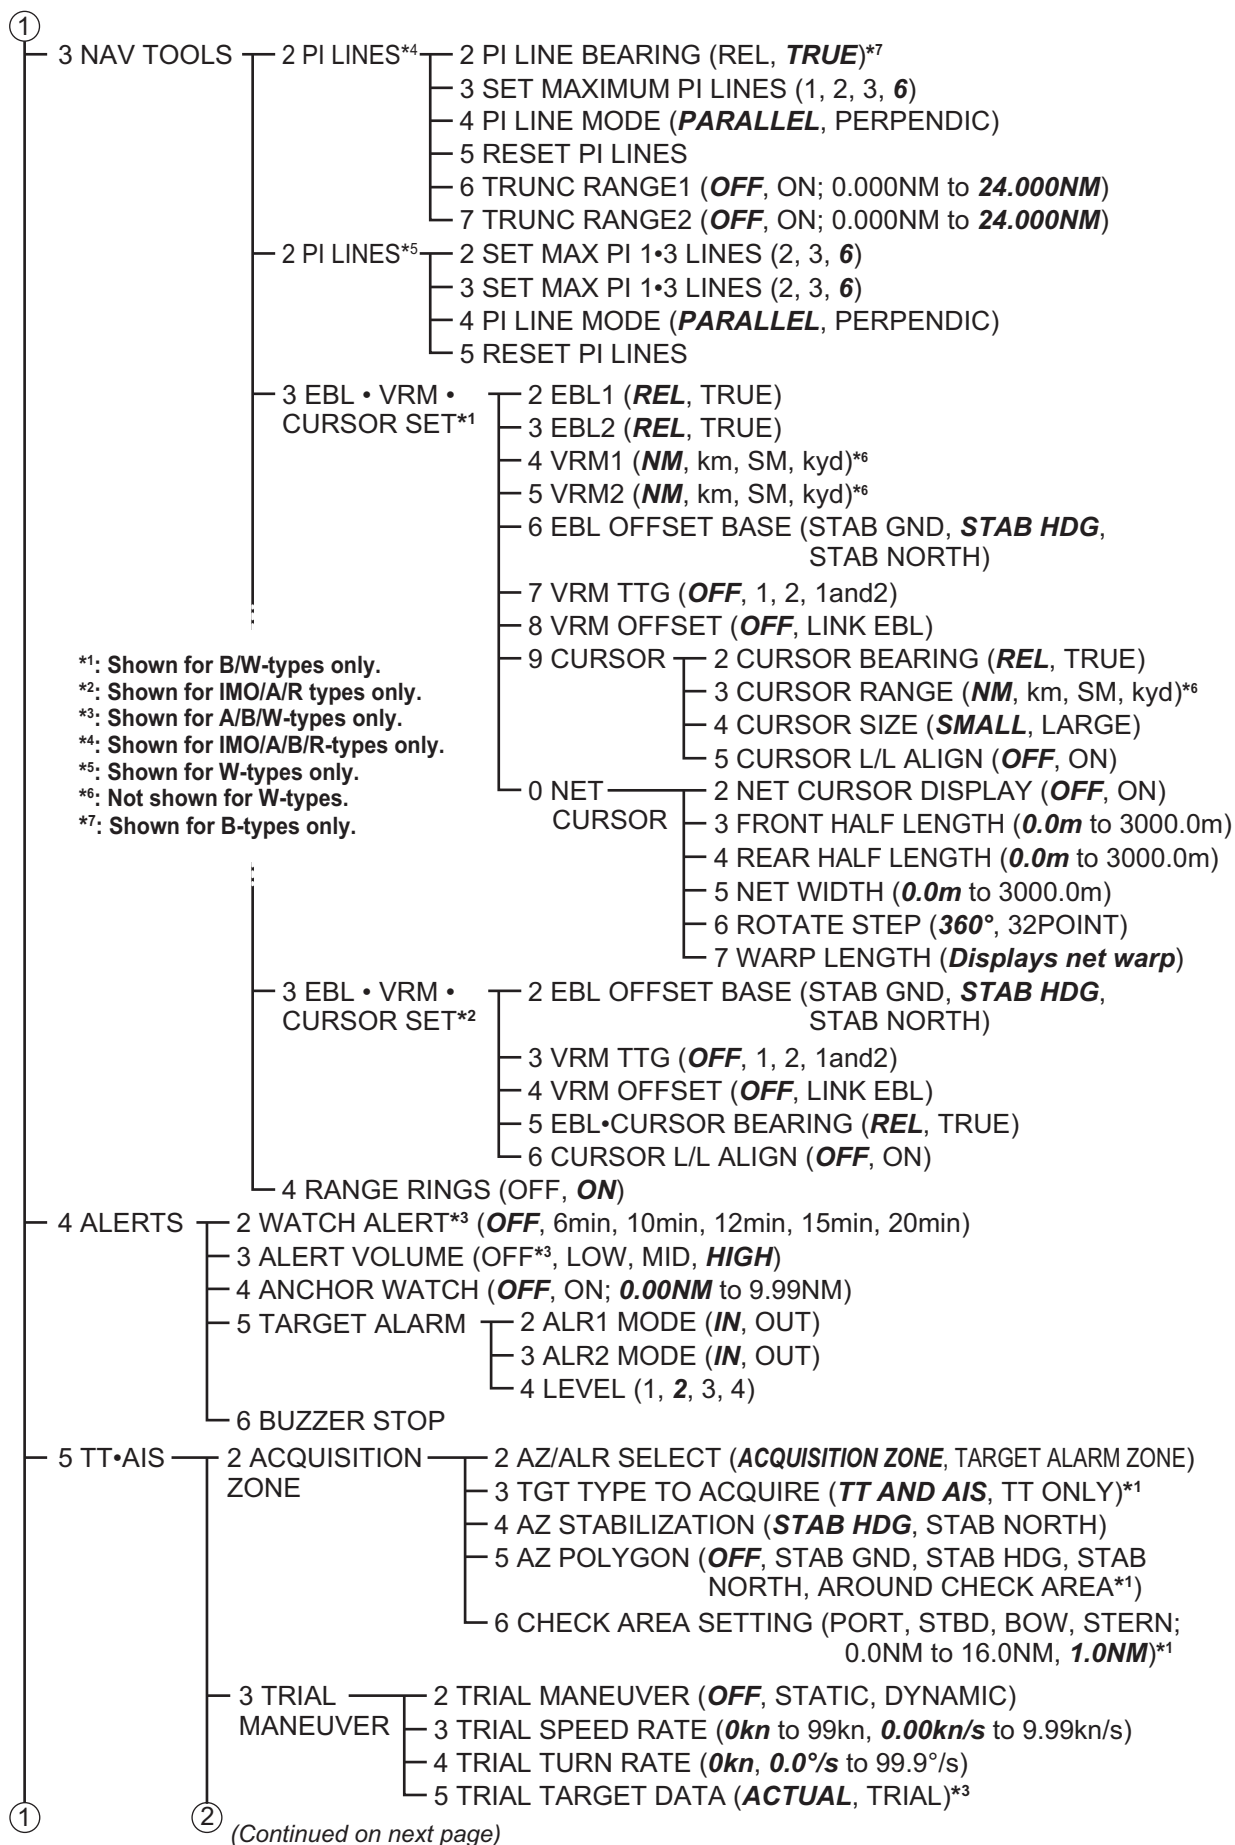 1
3 NAV TOOLS
2 PI LINES*4
2 PI LINE BEARING (REL, TRUE)*7
3 SET MAXIMUM PI LINES (1, 2, 3, 6)
4 PI LINE MODE (PARALLEL, PERPENDIC)
5 RESET PI LINES
6 TRUNC RANGE1 (OFF, ON; 0.000NM to 24.000NM)
7 TRUNC RANGE2 (OFF, ON; 0.000NM to 24.000NM)
2 PI LINES*5
2 SET MAX PI 1•3 LINES (2, 3, 6)
3 SET MAX PI 1•3 LINES (2, 3, 6)
4 PI LINE MODE (PARALLEL, PERPENDIC)
5 RESET PI LINES
3 EBL • VRM •
CURSOR SET*1
2 EBL1 (REL, TRUE)
3 EBL2 (REL, TRUE)
4 VRM1 (NM, km, SM, kyd)*6
5 VRM2 (NM, km, SM, kyd)*6
6 EBL OFFSET BASE (STAB GND, STAB HDG,
STAB NORTH)
7 VRM TTG (OFF, 1, 2, 1and2)
8 VRM OFFSET (OFF, LINK EBL)
9 CURSOR
2 CURSOR BEARING (REL, TRUE)
3 CURSOR RANGE (NM, km, SM, kyd)*6
4 CURSOR SIZE (SMALL, LARGE)
5 CURSOR L/L ALIGN (OFF, ON)
0 NET
CURSOR
2 NET CURSOR DISPLAY (OFF, ON)
3 FRONT HALF LENGTH (0.0m to 3000.0m)
4 REAR HALF LENGTH (0.0m to 3000.0m)
5 NET WIDTH (0.0m to 3000.0m)
6 ROTATE STEP (360°, 32POINT)
7 WARP LENGTH (Displays net warp)
*1: Shown for B/W-types only.
*2: Shown for IMO/A/R types only.
*3: Shown for A/B/W-types only.
*4: Shown for IMO/A/B/R-types only.
*5: Shown for W-types only.
*6: Not shown for W-types.
*7: Shown for B-types only.
3 EBL • VRM •
CURSOR SET*2
2 EBL OFFSET BASE (STAB GND, STAB HDG,
STAB NORTH)
3 VRM TTG (OFF, 1, 2, 1and2)
4 VRM OFFSET (OFF, LINK EBL)
5 EBL•CURSOR BEARING (REL, TRUE)
6 CURSOR L/L ALIGN (OFF, ON)
4 RANGE RINGS (OFF, ON)
4 ALERTS
2 WATCH ALERT*3 (OFF, 6min, 10min, 12min, 15min, 20min)
3 ALERT VOLUME (OFF*3, LOW, MID, HIGH)
4 ANCHOR WATCH (OFF, ON; 0.00NM to 9.99NM)
5 TARGET ALARM
2 ALR1 MODE (IN, OUT)
3 ALR2 MODE (IN, OUT)
4 LEVEL (1, 2, 3, 4)
6 BUZZER STOP
5 TT•AIS
2 ACQUISITION
ZONE
2 AZ/ALR SELECT (ACQUISITION ZONE, TARGET ALARM ZONE)
3 TGT TYPE TO ACQUIRE (TT AND AIS, TT ONLY)*1
4 AZ STABILIZATION (STAB HDG, STAB NORTH)
5 AZ POLYGON (OFF, STAB GND, STAB HDG, STAB
NORTH, AROUND CHECK AREA*1)
6 CHECK AREA SETTING (PORT, STBD, BOW, STERN;
0.0NM to 16.0NM, 1.0NM)*1
3 TRIAL
MANEUVER
2 TRIAL MANEUVER (OFF, STATIC, DYNAMIC)
3 TRIAL SPEED RATE (0kn to 99kn, 0.00kn/s to 9.99kn/s)
4 TRIAL TURN RATE (0kn, 0.0°/s to 99.9°/s)
5 TRIAL TARGET DATA (ACTUAL, TRIAL)*3
1
2
(Continued on next page)